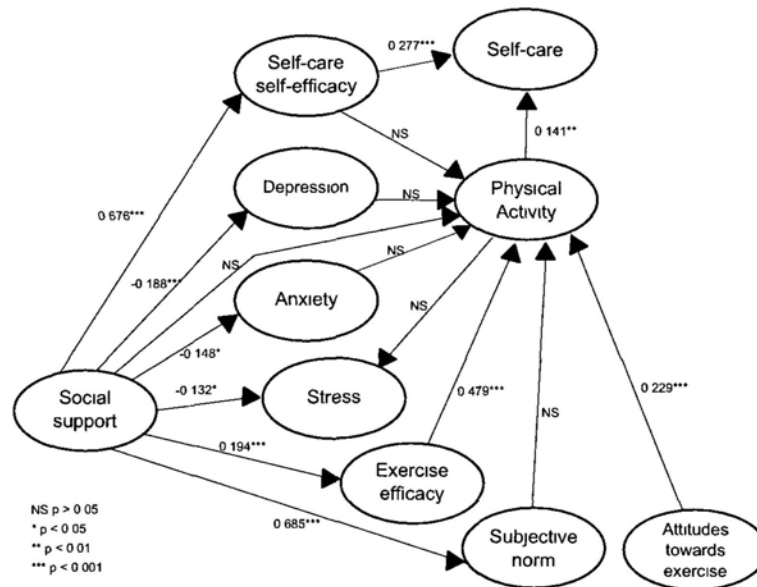 Self-care
self-efficacy
0 277***
Self-care
0 141**
NS
Depression
NS
Physical
Activity
0 676***
-0 188***
NS
NS
Anxiety
NS
-0 148*
Social
support
-0 132*
Stress
0 479***
NS
0 229***
0 194***
Exercise
efficacy
0 685***
Subjective
norm
Attitudes
towards
exercise
NS p > 0 05
* p < 0 05
** p < 0 01
*** p < 0 001